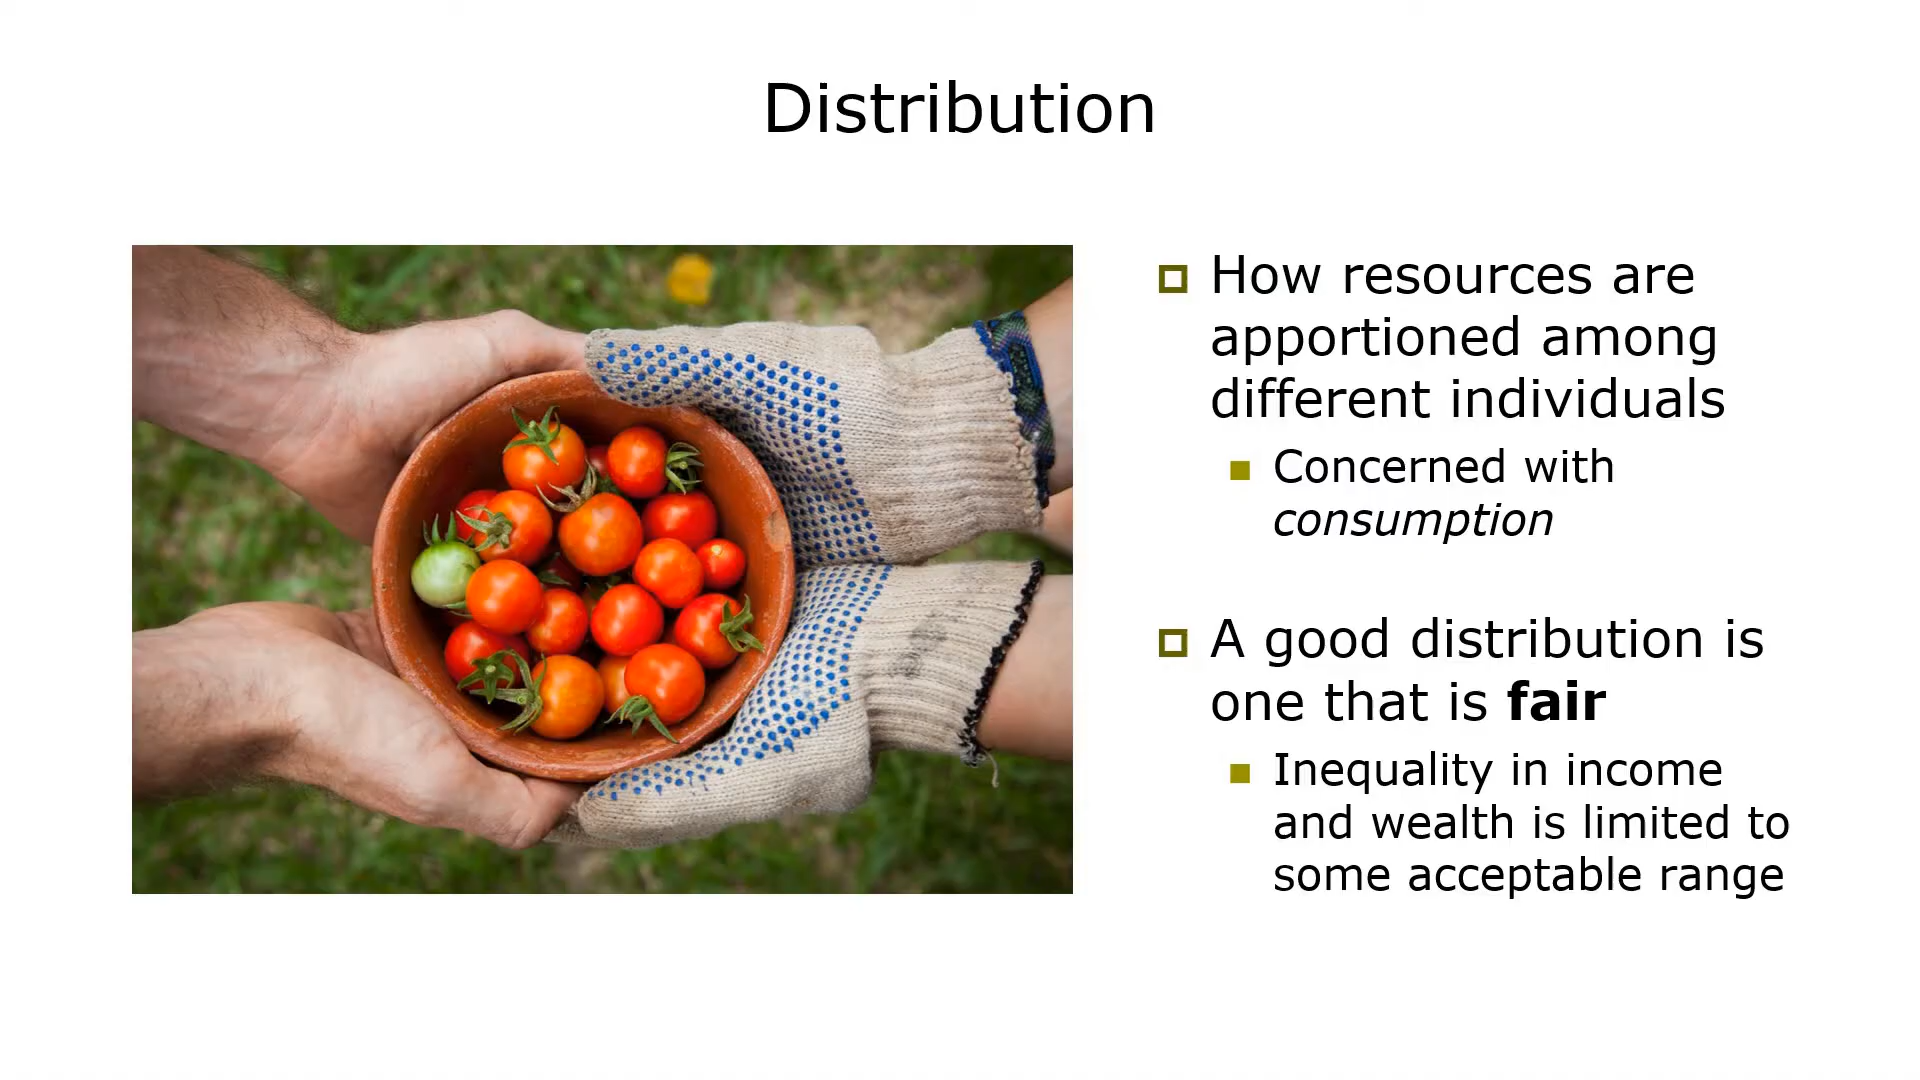 Distribution
How resources are
apportioned among
different individuals
Concerned with
consumption
A good distribution is
one that is fair
Inequality in income
and wealth is limited to
some acceptable range